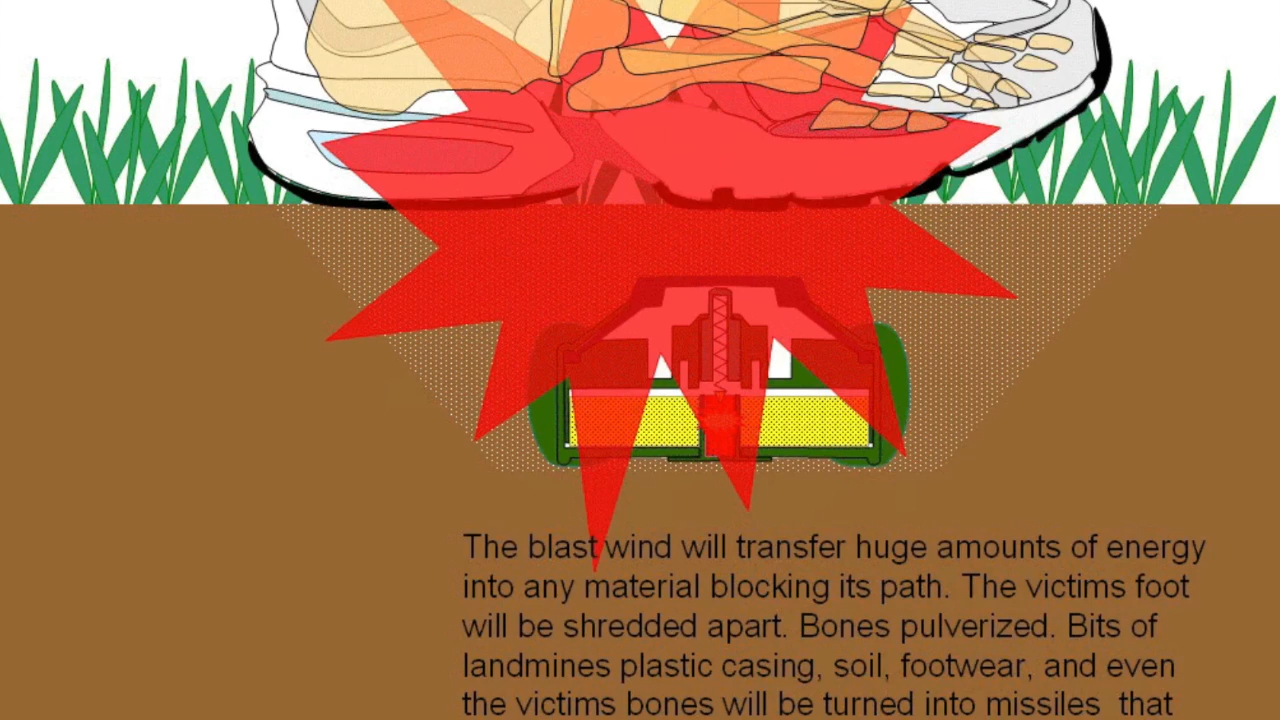 The blast wind will transfer huge amounts of energy
into any material blocking its path. The victims foot
will be shredded apart. Bones pulverized. Bits of
landmines plastic casing, soil, footwear, and even
the victims bones will be turned into missiles that